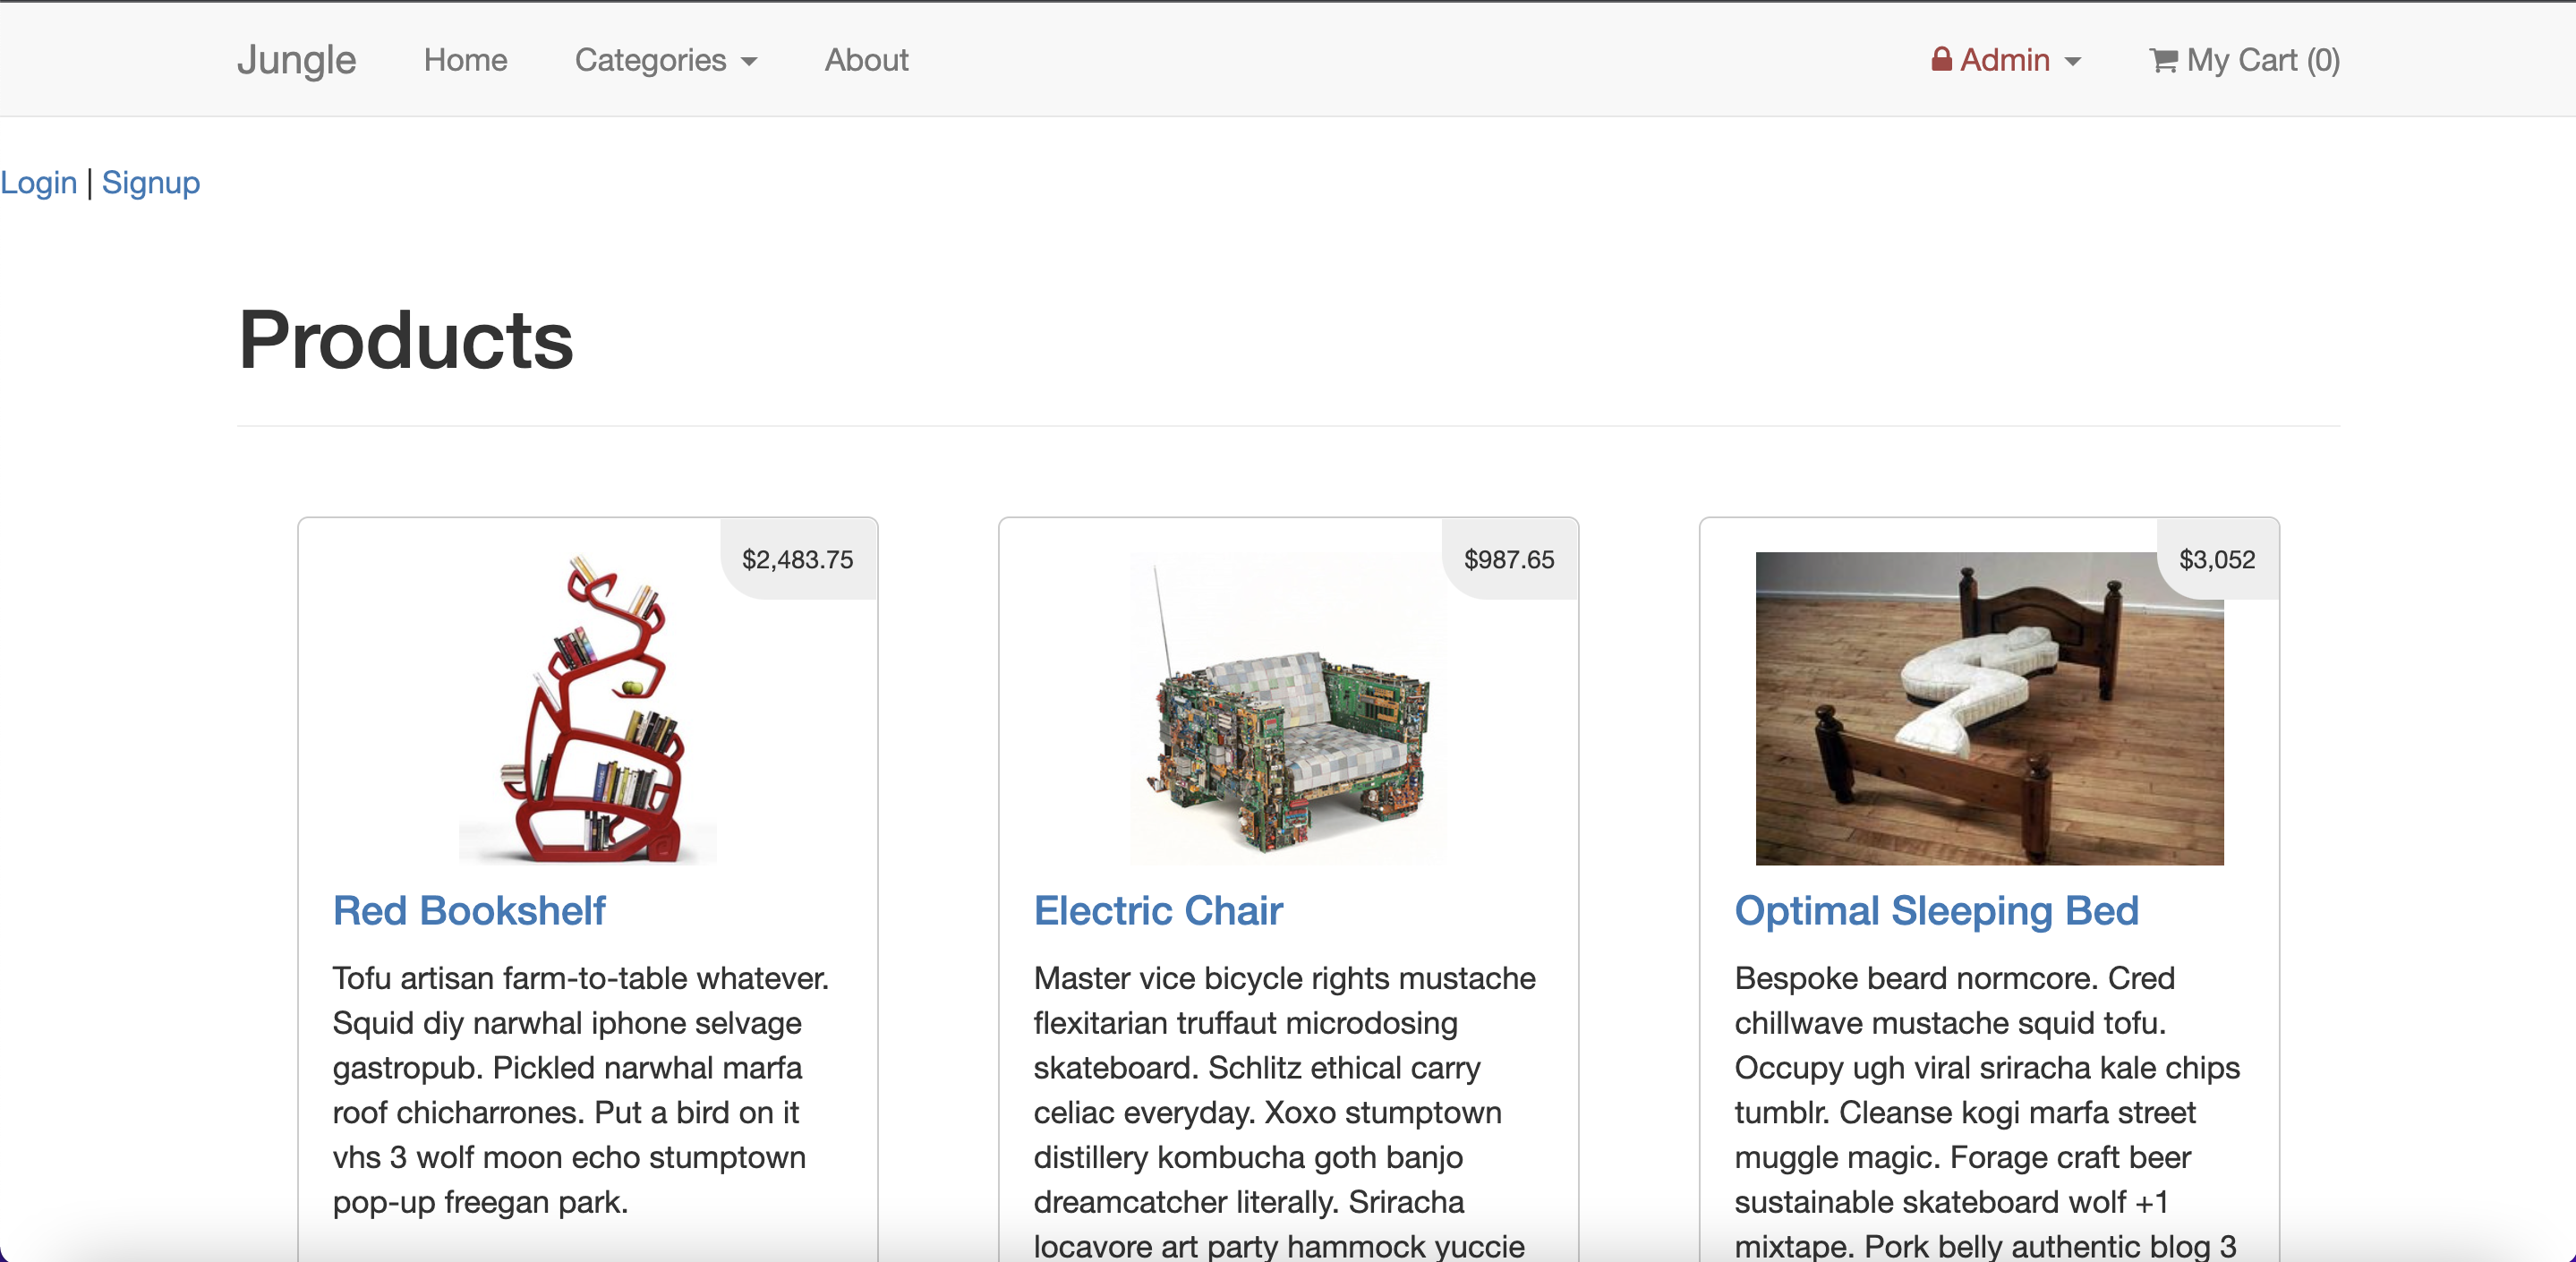 Jungle Home Categories About Admin My Cart (0)
Login | Signup
Products
$2,483.75
Red Bookshelf
Tofu artisan farm-to-table whatever.
Squid diy narwhal iphone selvage
gastropub. Pickled narwhal marfa
roof chicharrones. Put a bird on it
vhs 3 wolf moon echo stumptown
pop-up freegan park.
$987.65
Electric Chair
Master vice bicycle rights mustache
flexitarian truffaut microdosing
skateboard. Schlitz ethical carry
celiac everyday. Xoxo stumptown
distillery kombucha goth banjo
dreamcatcher literally. Sriracha
locavore art party hammock yuccie
$3,052
Optimal Sleeping Bed
Bespoke beard normcore. Cred
chillwave mustache squid tofu.
Occupy ugh viral sriracha kale chips
tumblr. Cleanse kogi marfa street
muggle magic. Forage craft beer
sustainable skateboard wolf +1
mixtape. Pork belly authentic blog 3